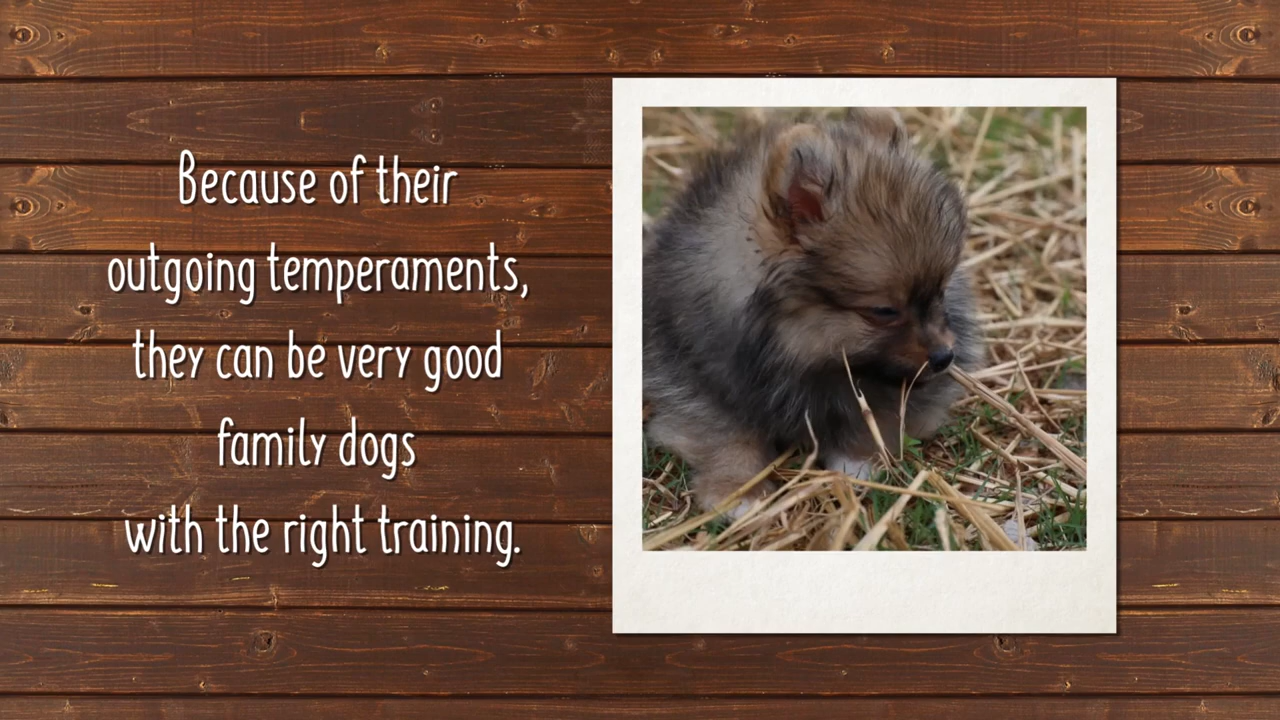 Because of their
outgoing temperaments,
they can be very good
family dogs
with the right training.